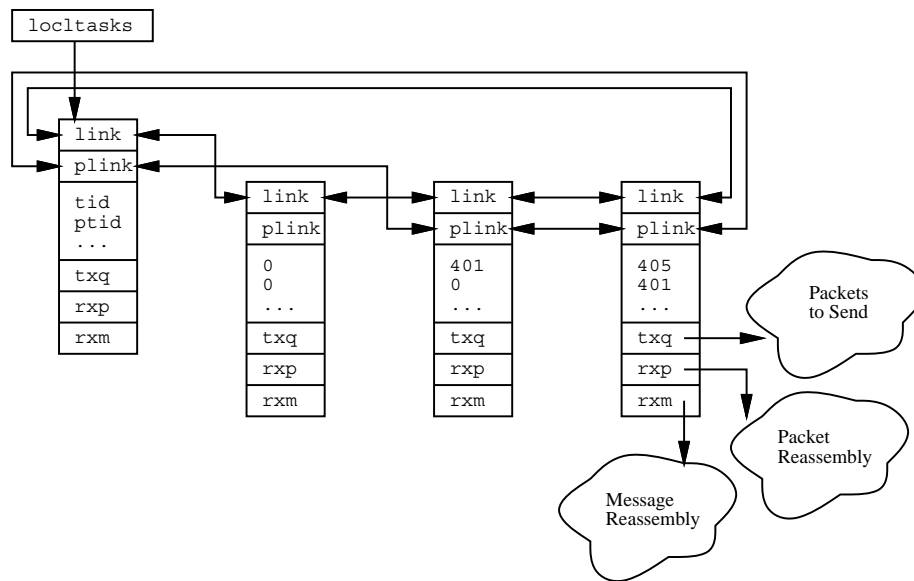 locltasks
link
plink
tid
ptid
...
txq
rxp
rxm
link
plink
0
0
...
txq
rxp
rxm
link
plink
401
0
...
txq
rxp
rxm
link
plink
405
401
...
txq
rxp
rxm
Packets
to Send
Packet
Reassembly
Message
Reassembly